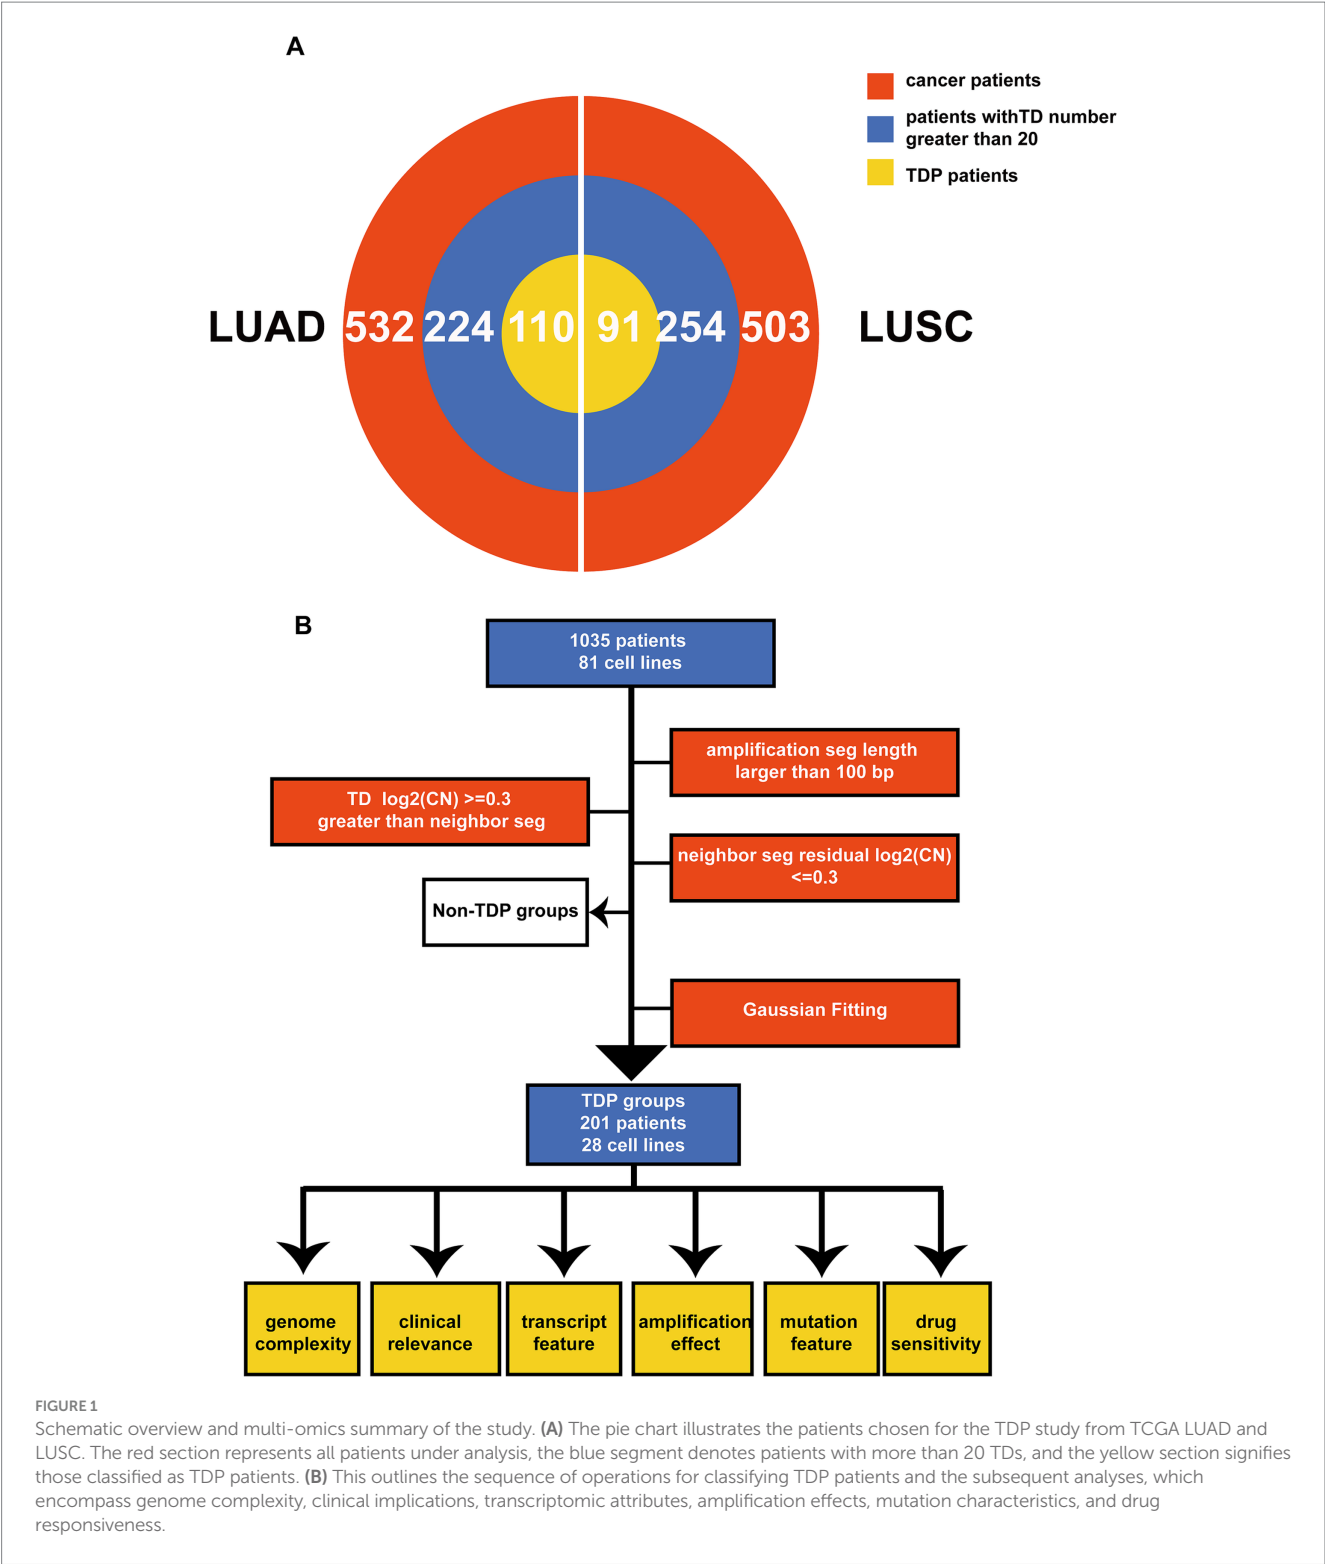 A
cancer patients
patients withTD number
greater than 20
TDP patients
LUAD 532 224 110 91 254 503 LUSC
B
1035 patients
81 cell lines
amplification seg length
larger than 100 bp
TD log2(CN) >=0.3
greater than neighbor seg
neighbor seg residual log2(CN)
<=0.3
Non-TDP groups
Gaussian Fitting
TDP groups
201 patients
28 cell lines
genome
complexity
clinical
relevance
transcript
feature
amplification
effect
mutation
feature
drug
sensitivity
FIGURE 1
Schematic overview and multi-omics summary of the study. (A) The pie chart illustrates the patients chosen for the TDP study from TCGA LUAD and
LUSC. The red section represents all patients under analysis, the blue segment denotes patients with more than 20 TDs, and the yellow section signifies
those classified as TDP patients. (B) This outlines the sequence of operations for classifying TDP patients and the subsequent analyses, which
encompass genome complexity, clinical implications, transcriptomic attributes, amplification effects, mutation characteristics, and drug
responsiveness.